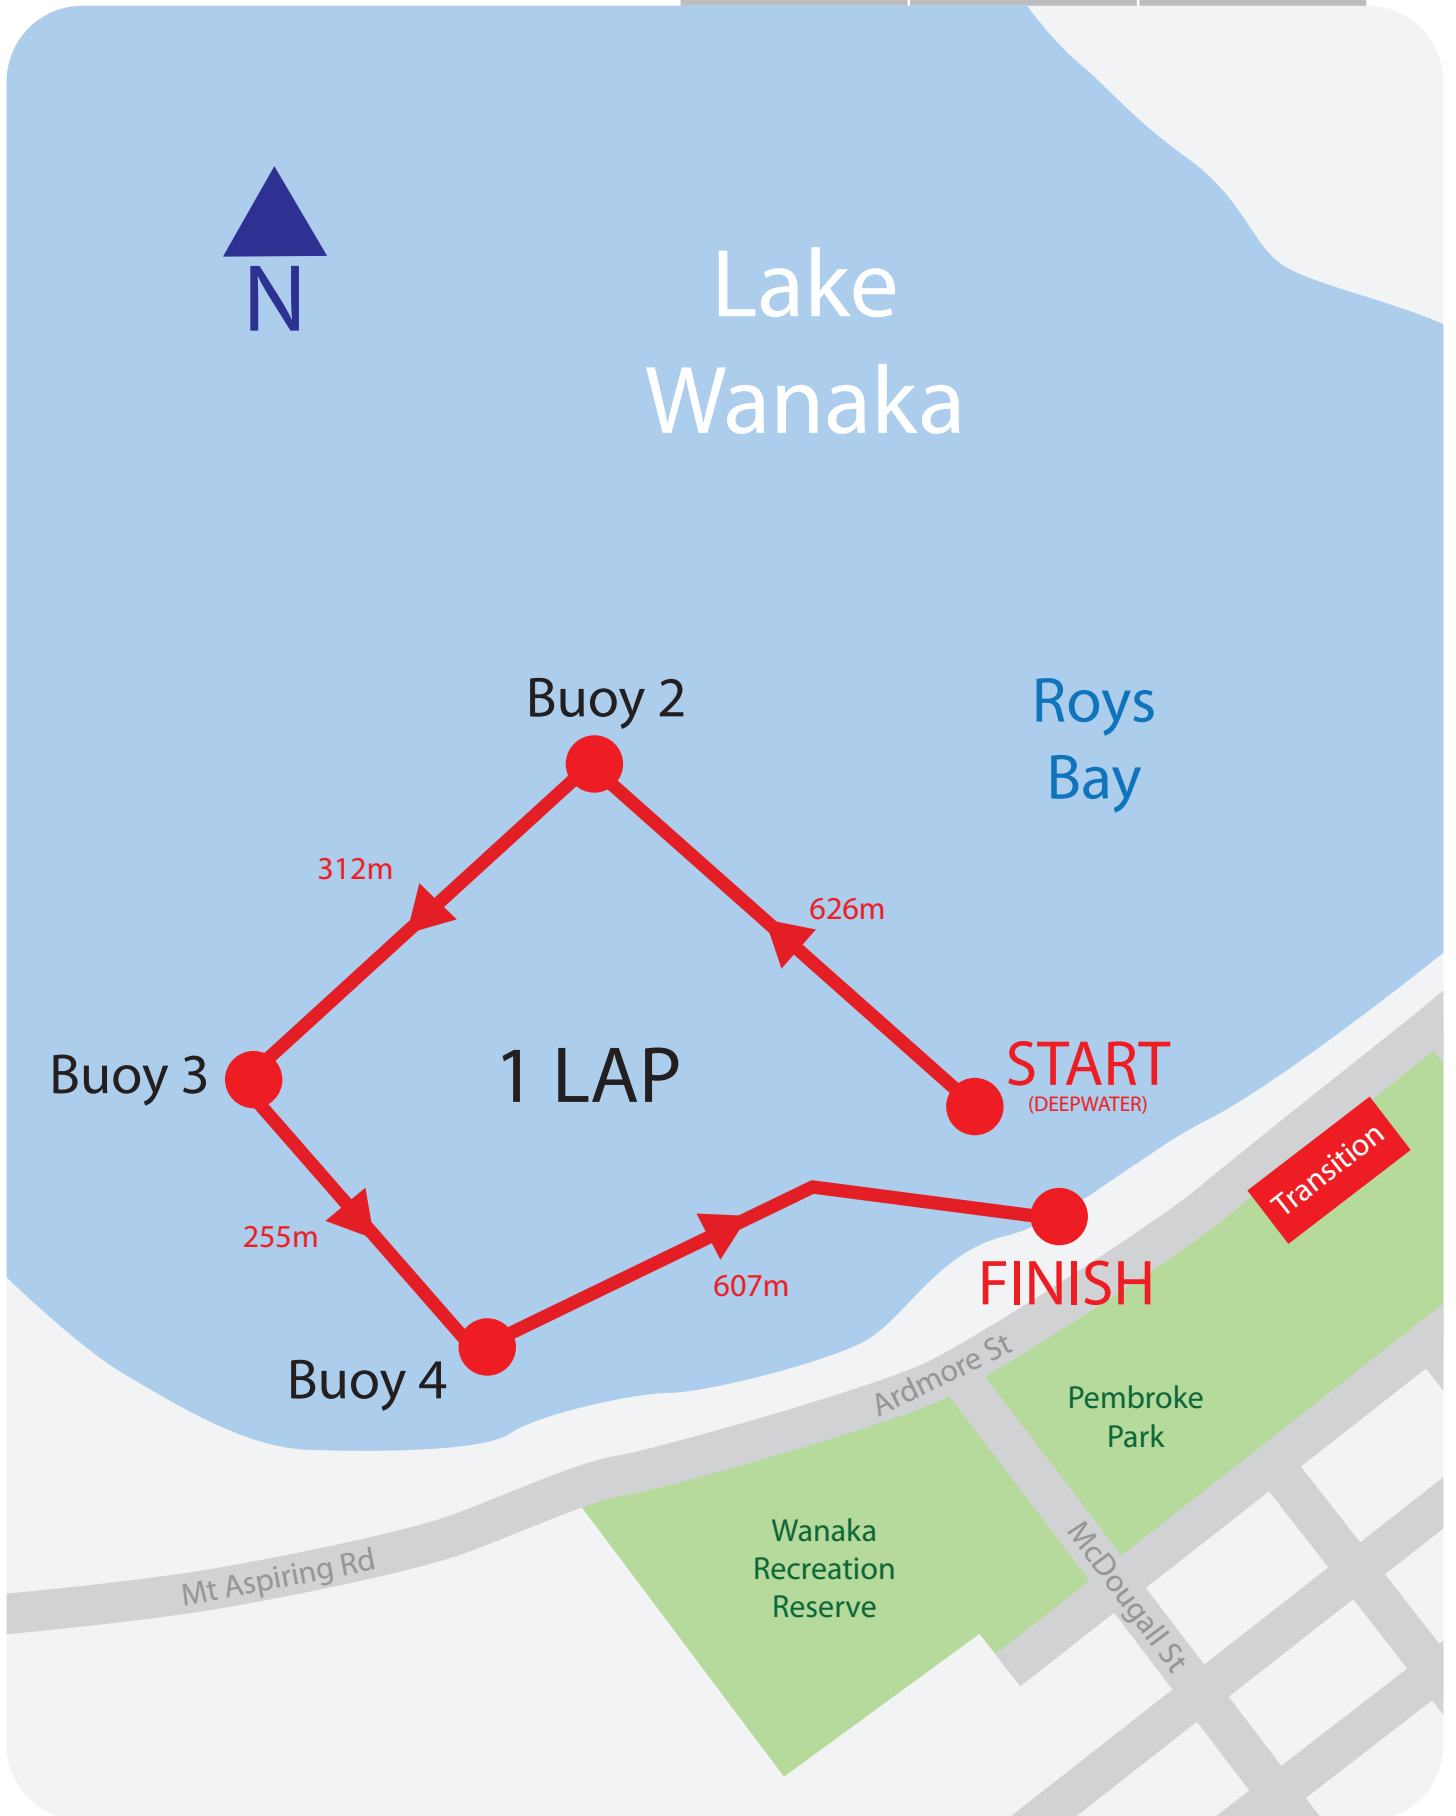 N
Lake
Wanaka
Buoy 2
Roys
Bay
312m
626m
Buoy 3
1 LAP
START
(DEEPWATER)
Transition
255m
607m
FINISH
Buoy 4
Ardmore St
Pembroke
Park
Wanaka
Recreation
Reserve
McDougall St
Mt Aspiring Rd